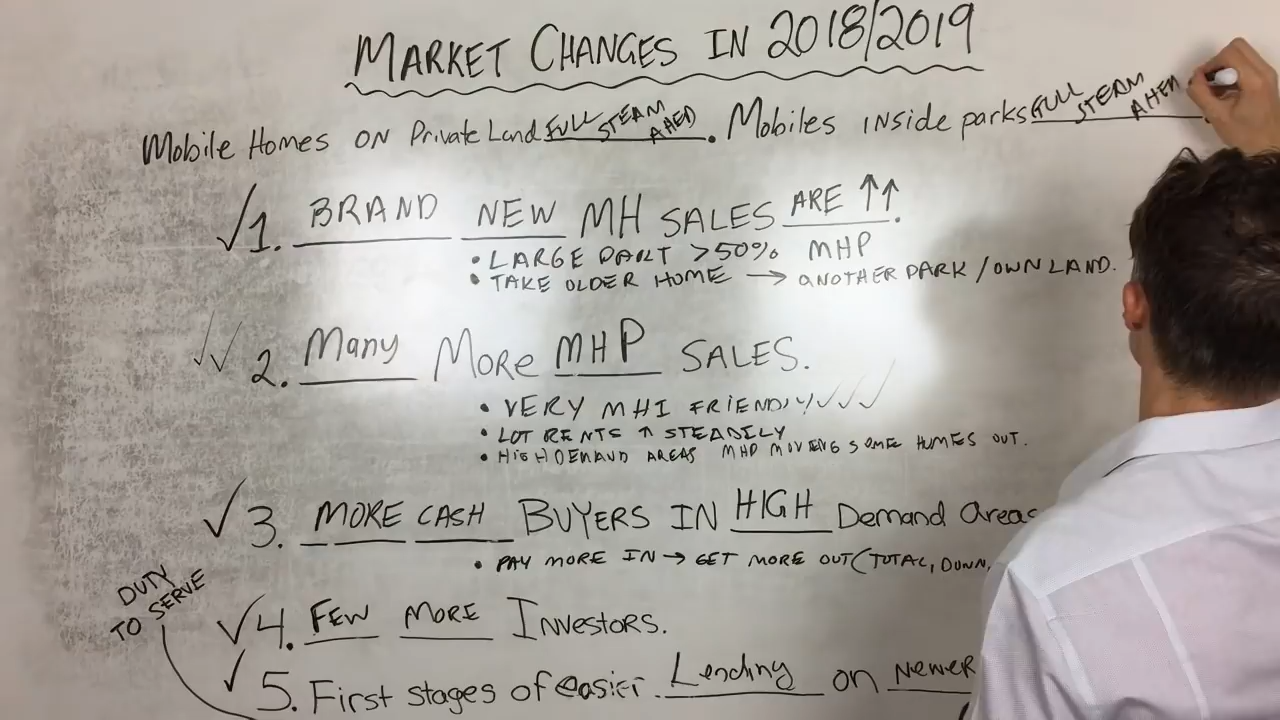 MARKET CHANGES IN 2018/2019
Mobile Homes ON Private Land FULL STEAM AHED. Mobiles INside parks FULL STEAM AHEA
✓1. BRAND NEW MH SALES ARE ↑↑.
• LARGE PART >50% MHP
• TAKE OLDER HOME → ANOTHER PARK / OWN LAND.
✓✓ 2. Many More MHP SALES.
• VERY MHI FRIENDLY ✓✓✓
• LOT RENTS ↑ STEADILY
• HIGH DEMAND AREAS MHP MOVING SOME HOMES OUT.
✓3. MORE CASH BUYERS IN HIGH Demand Areas
• PAY MORE IN → GET MORE OUT (TOTAL, DOWN,
DUTY
TO SERVE
✓4. FEW MORE Investors.
✓5. First stages of easier Lending on Newer